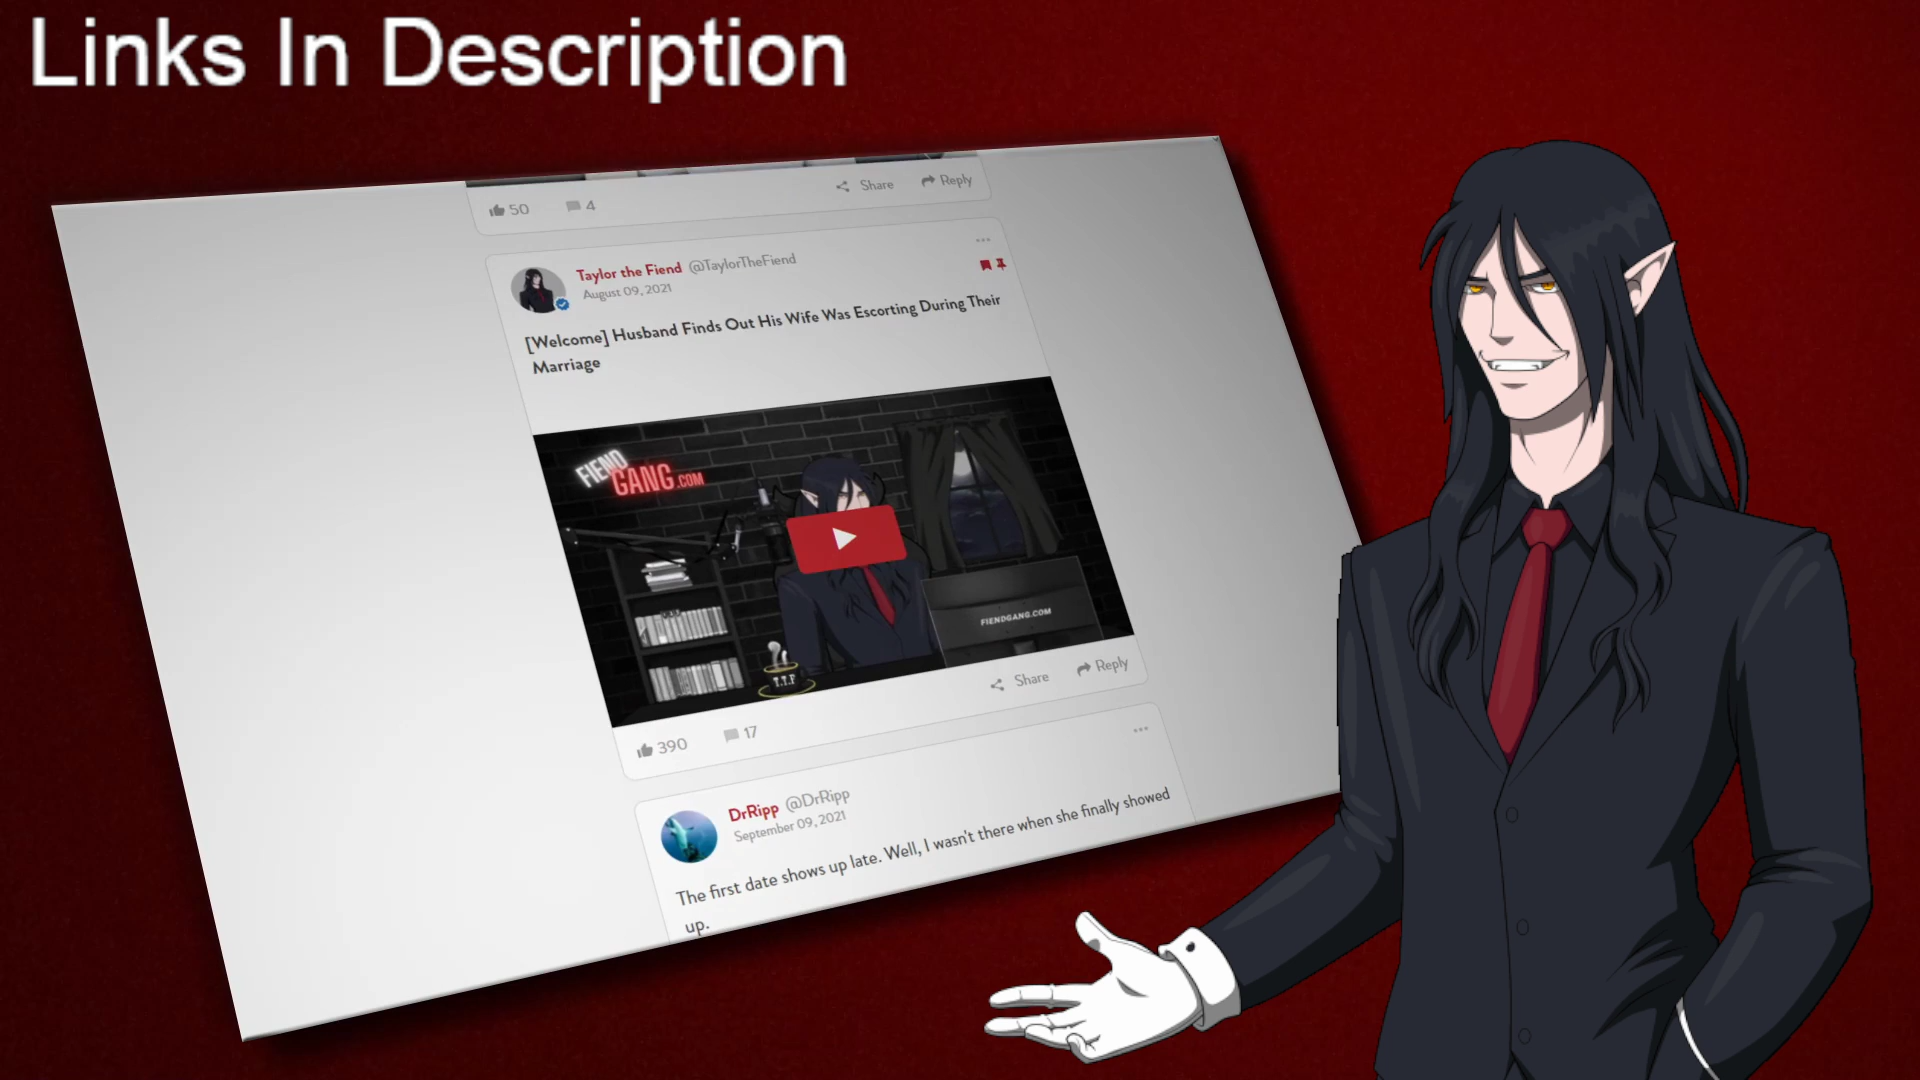 Links In Description
50
4
Share
Reply
Taylor the Fiend @TaylorTheFiend
August 09, 2021
[Welcome] Husband Finds Out His Wife Was Escorting During Their
Marriage
FIEND
GANG.COM
FIENDGANG.COM
T.T.F
390
17
Share
Reply
DrRipp @DrRipp
September 09, 2021
The first date shows up late. Well, I wasn't there when she finally showed
up.